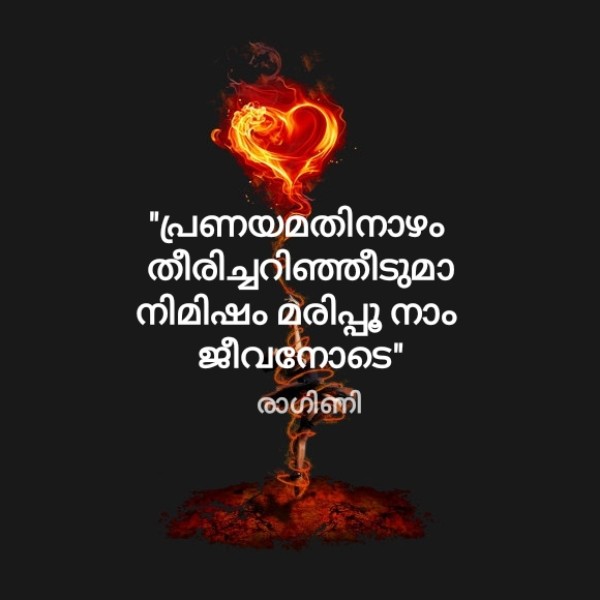 "പ്രണയമതിനാഴം
തീരിച്ചറിഞ്ഞീടുമാ
നിമിഷം മരിപ്പൂ നാം
ജീവനോടെ"
രാഗിണി